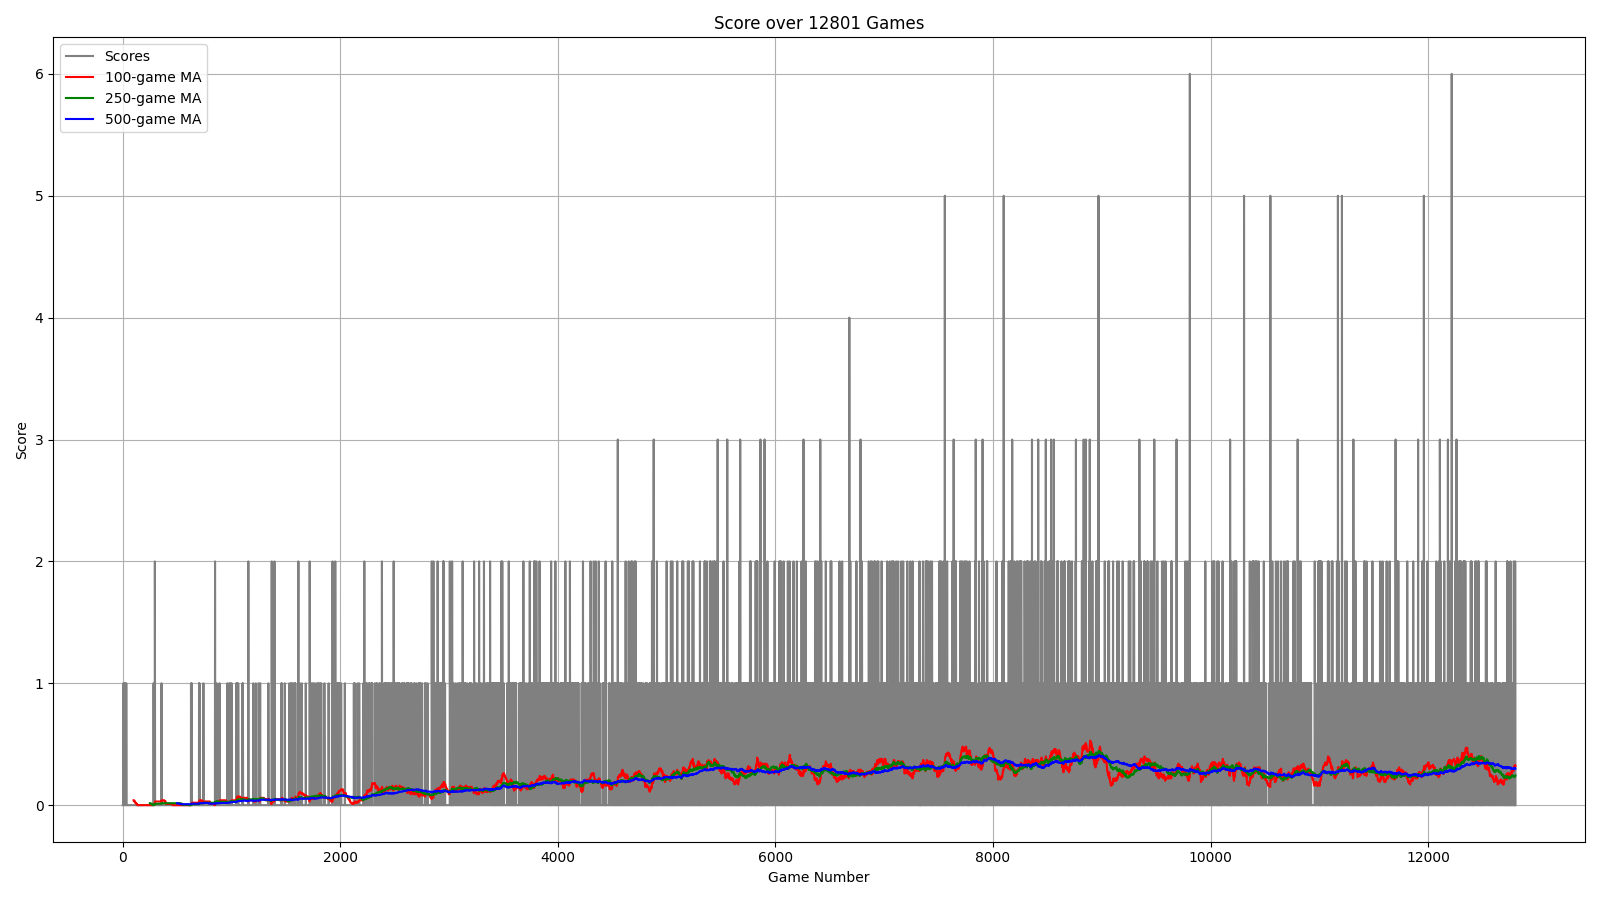 Score over 12801 Games
Scores
100-game MA
250-game MA
500-game MA
6
5
4
3
2
1
0
Score
0 2000 4000 6000 8000 10000 12000
Game Number